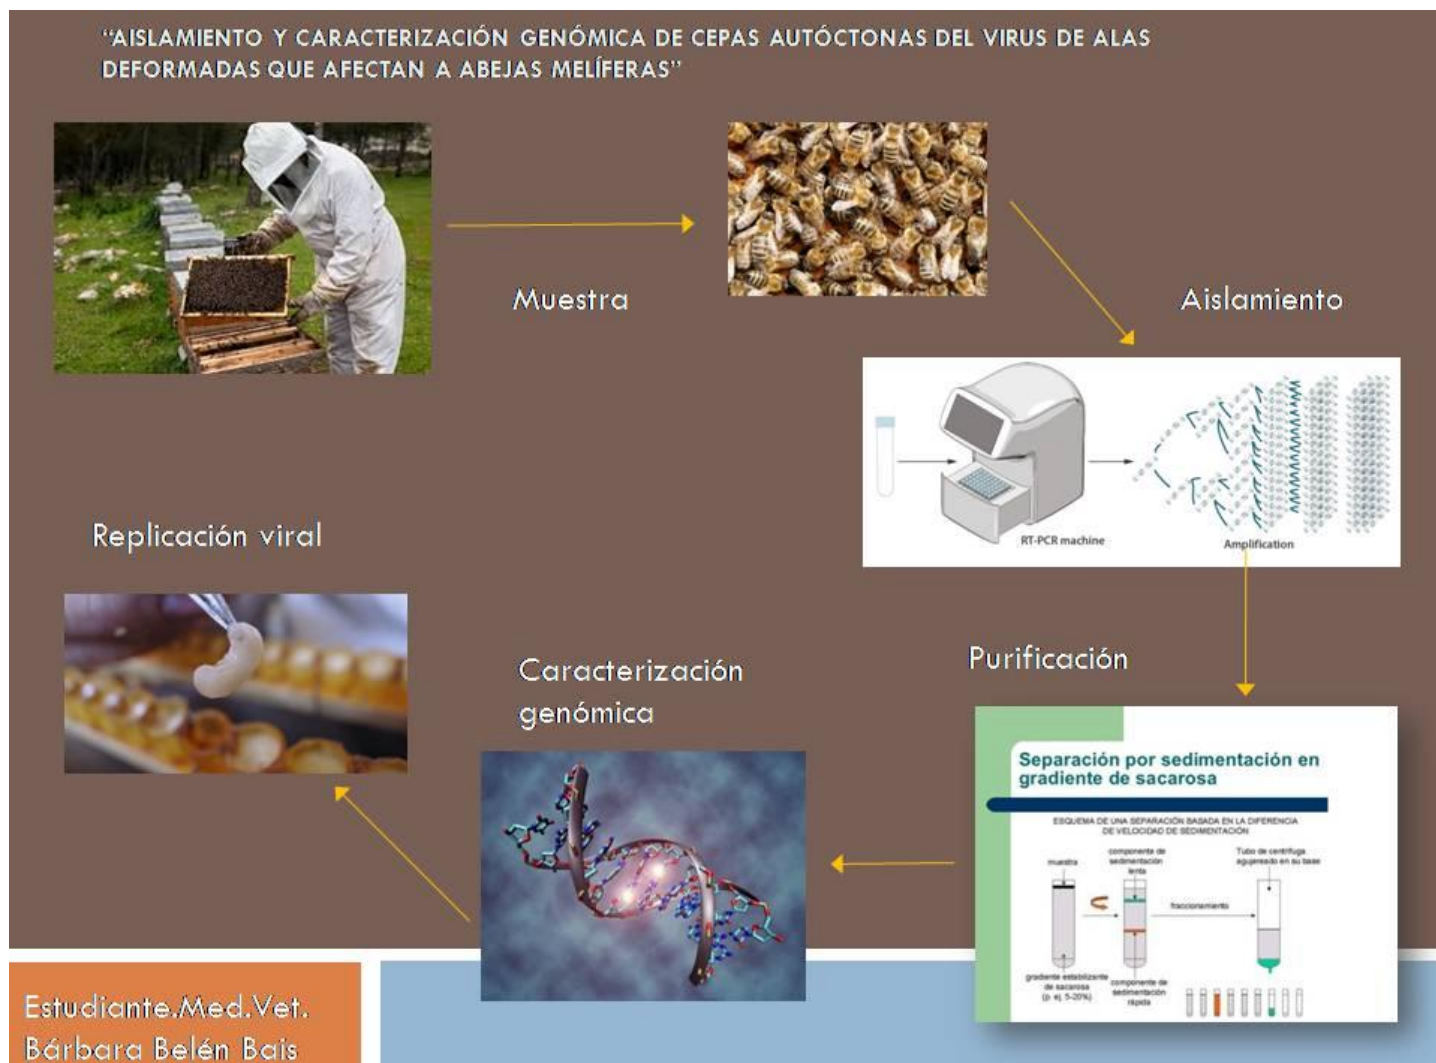 “AISLAMIENTO Y CARACTERIZACIÓN GENÓMICA DE CEPAS AUTÓCTONAS DEL VIRUS DE ALAS
DEFORMADAS QUE AFECTAN A ABEJAS MELÍFERAS”
Muestra
Aislamiento
RT-PCR machine
Amplification
Purificación
Separación por sedimentación en
gradiente de sacarosa
ESQUEMA DE UNA SEPARACIÓN BASADA EN LA DIFERENCIA
DE VELOCIDAD DE SEDIMENTACIÓN
muestra
componente de
sedimentación
lenta
Tubo de centrífuga
agujereado en su base
fraccionamiento
gradiente estabilizante
de sacarosa
(p. ej, 5-20%)
componente de
sedimentación
rápida
Caracterización
genómica
Replicación viral
Estudiante.Med.Vet.
Bárbara Belén Bais